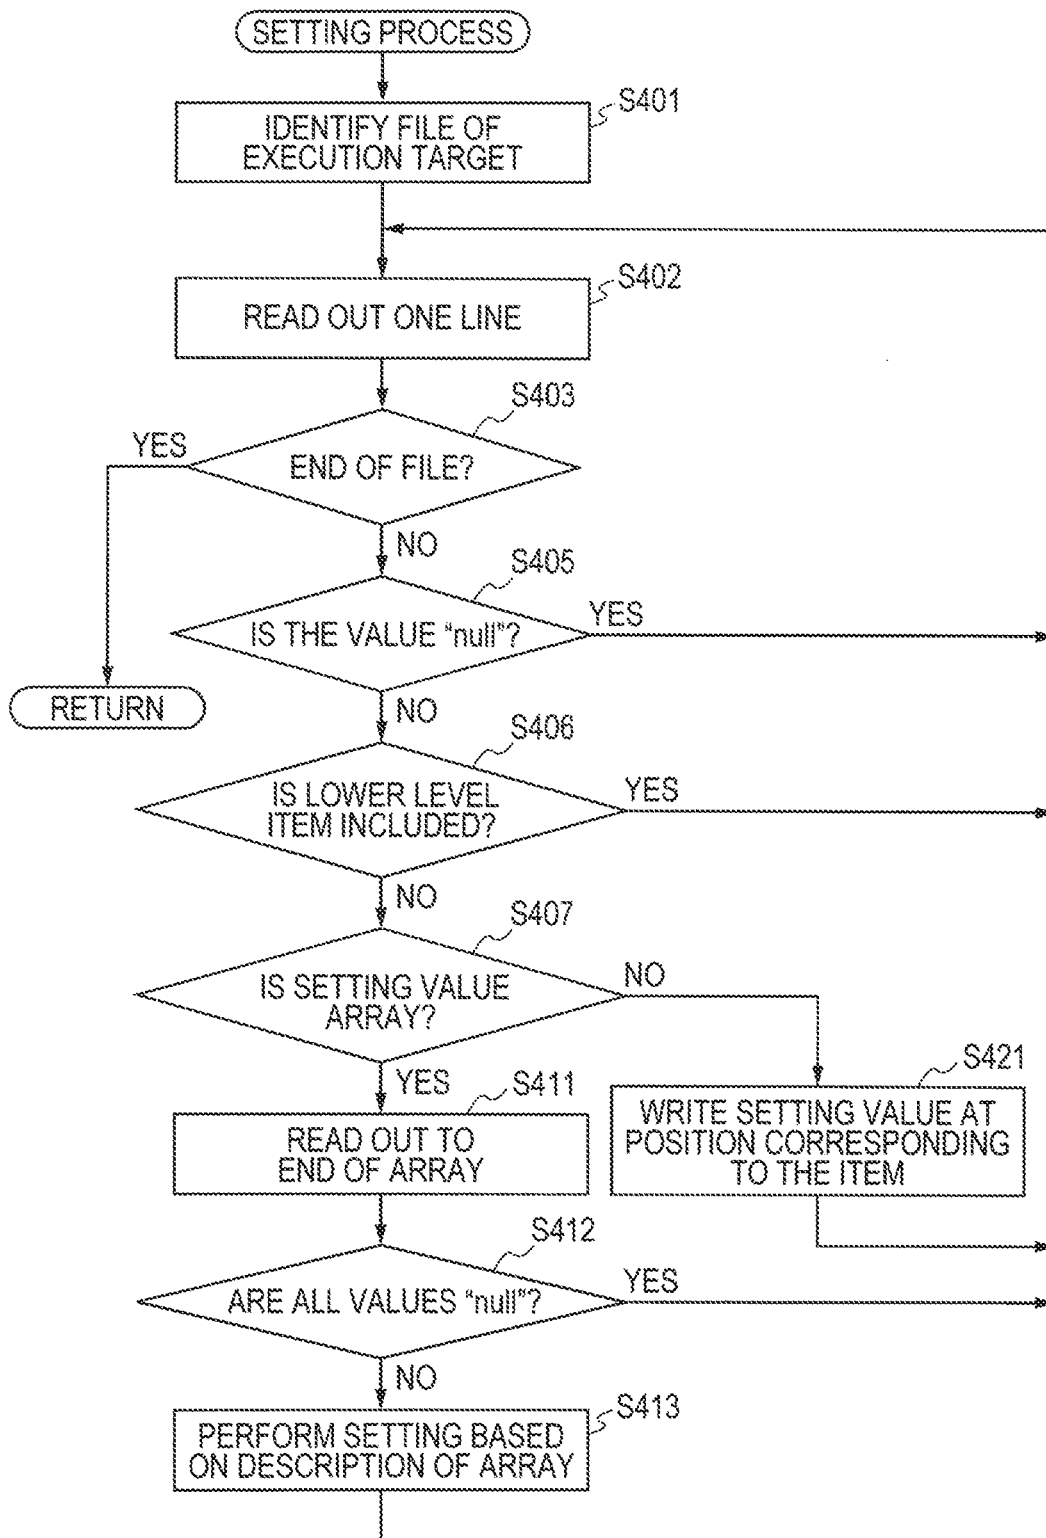 SETTING PROCESS
S401
IDENTIFY FILE OF
EXECUTION TARGET
S402
READ OUT ONE LINE
S403
YES
END OF FILE?
NO
S405
IS THE VALUE "null"?
YES
RETURN
NO
S406
IS LOWER LEVEL
ITEM INCLUDED?
YES
NO
S407
IS SETTING VALUE
ARRAY?
NO
YES
S411
READ OUT TO
END OF ARRAY
S421
WRITE SETTING VALUE AT
POSITION CORRESPONDING
TO THE ITEM
S412
ARE ALL VALUES "null"?
YES
NO
S413
PERFORM SETTING BASED
ON DESCRIPTION OF ARRAY